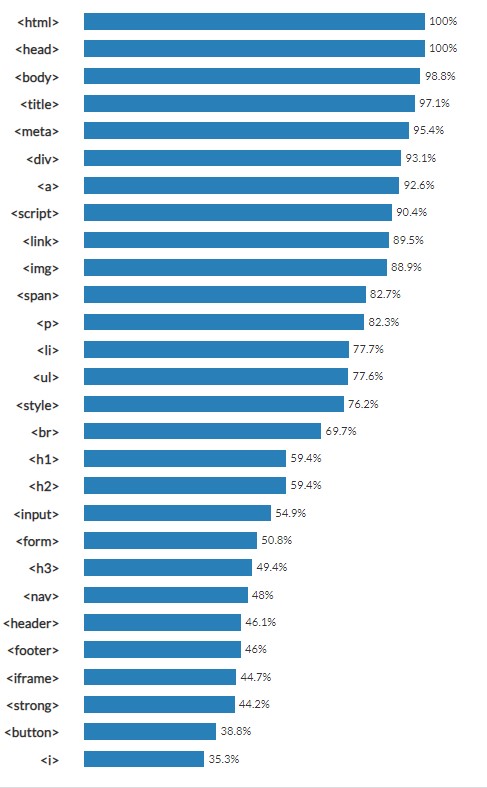 <html> 100%
<head> 100%
<body> 98.8%
<title> 97.1%
<meta> 95.4%
<div> 93.1%
<a> 92.6%
<script> 90.4%
<link> 89.5%
<img> 88.9%
<span> 82.7%
<p> 82.3%
<li> 77.7%
<ul> 77.6%
<style> 76.2%
<br> 69.7%
<h1> 59.4%
<h2> 59.4%
<input> 54.9%
<form> 50.8%
<h3> 49.4%
<nav> 48%
<header> 46.1%
<footer> 46%
<iframe> 44.7%
<strong> 44.2%
<button> 38.8%
<i> 35.3%